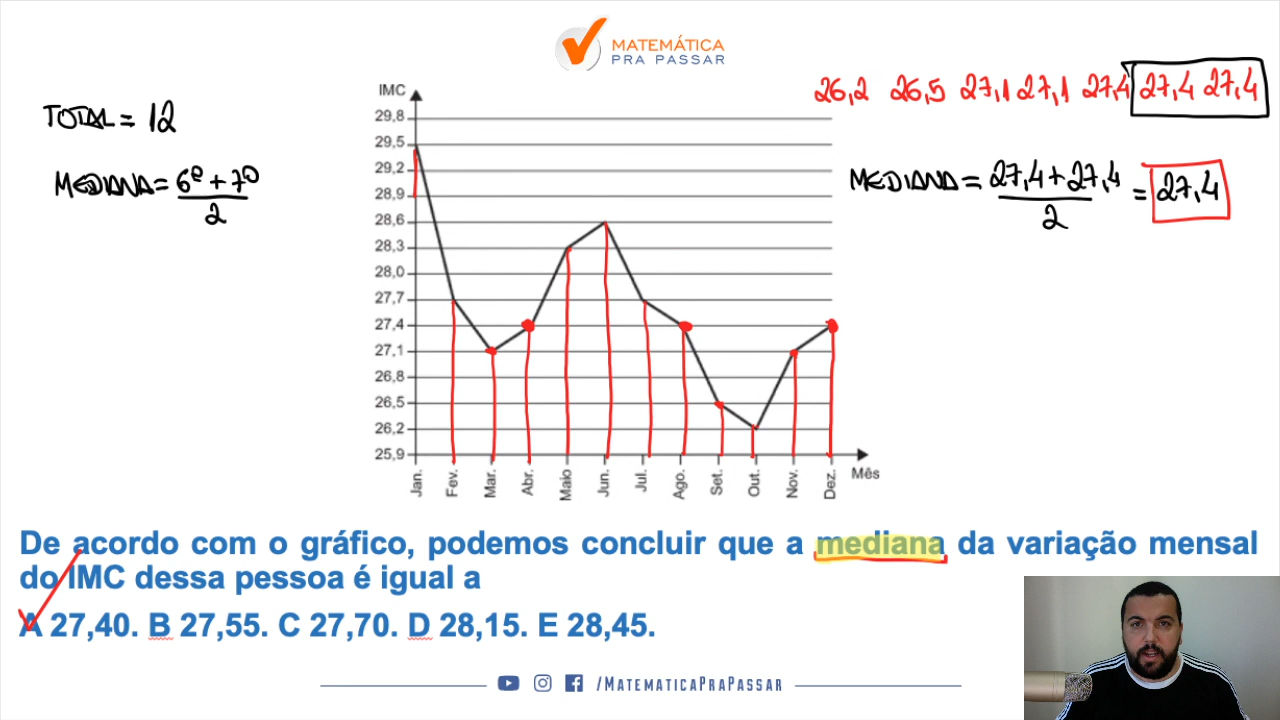 MATEMÁTICA
PRA PASSAR
26,2 26,5 27,1 27,1 27,4 27,4 27,4
TOTAL = 12
MEDIANA = 6º + 7º
2
MEDIANA = 27,4 + 27,4 = 27,4
2
IMC
29,8
29,5
29,2
28,9
28,6
28,3
28,0
27,7
27,4
27,1
26,8
26,5
26,2
25,9
Jan. Fev. Mar. Abr. Maio Jun. Jul. Ago. Set. Out. Nov. Dez. Mês
De acordo com o gráfico, podemos concluir que a mediana da variação mensal
do IMC dessa pessoa é igual a
A 27,40. B 27,55. C 27,70. D 28,15. E 28,45.
/MATEMATICAPRAPASSAR